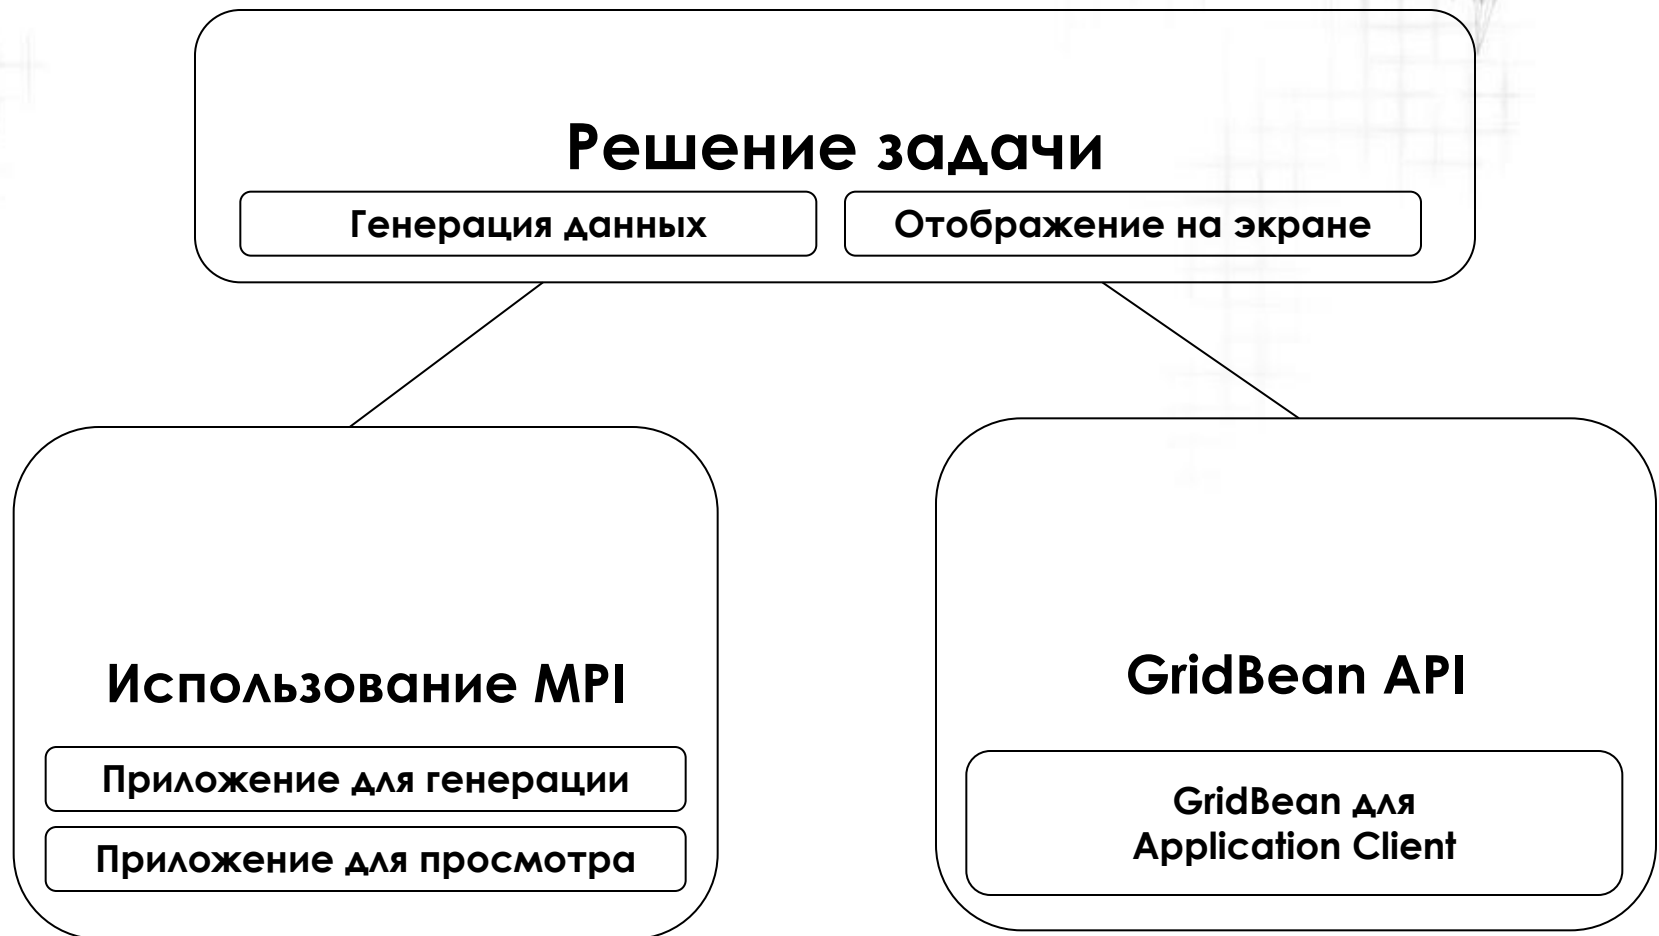 Решение задачи
Генерация данных
Отображение на экране
Использование MPI
Приложение для генерации
Приложение для просмотра
GridBean API
GridBean для
Application Client